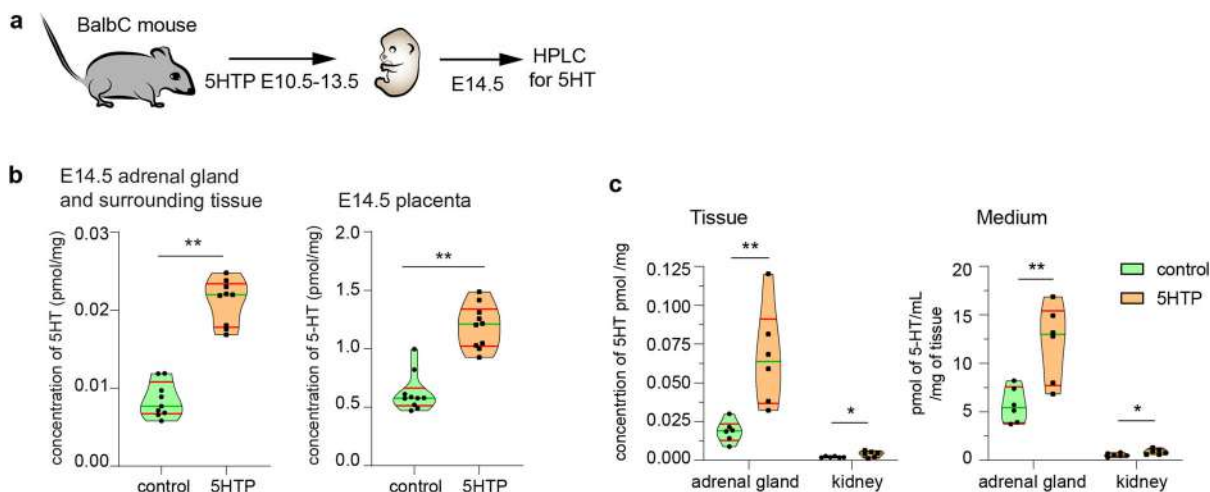 a
BalbC mouse
5HTP E10.5-13.5
E14.5
HPLC
for 5HT
b
E14.5 adrenal gland
and surrounding tissue
concentration of 5HT (pmol/mg)
0.03
0.02
0.01
0.00
**
control
5HTP
E14.5 placenta
concentration of 5-HT (pmol/mg)
2.0
1.5
1.0
0.5
0.0
**
control
5HTP
c
Tissue
concentrtion of 5HT pmol /mg
0.125
0.100
0.075
0.050
0.025
0.000
**
*
adrenal gland
kidney
Medium
pmol of 5-HT/mL
/mg of tissue
20
15
10
5
0
**
*
adrenal gland
kidney
control
5HTP